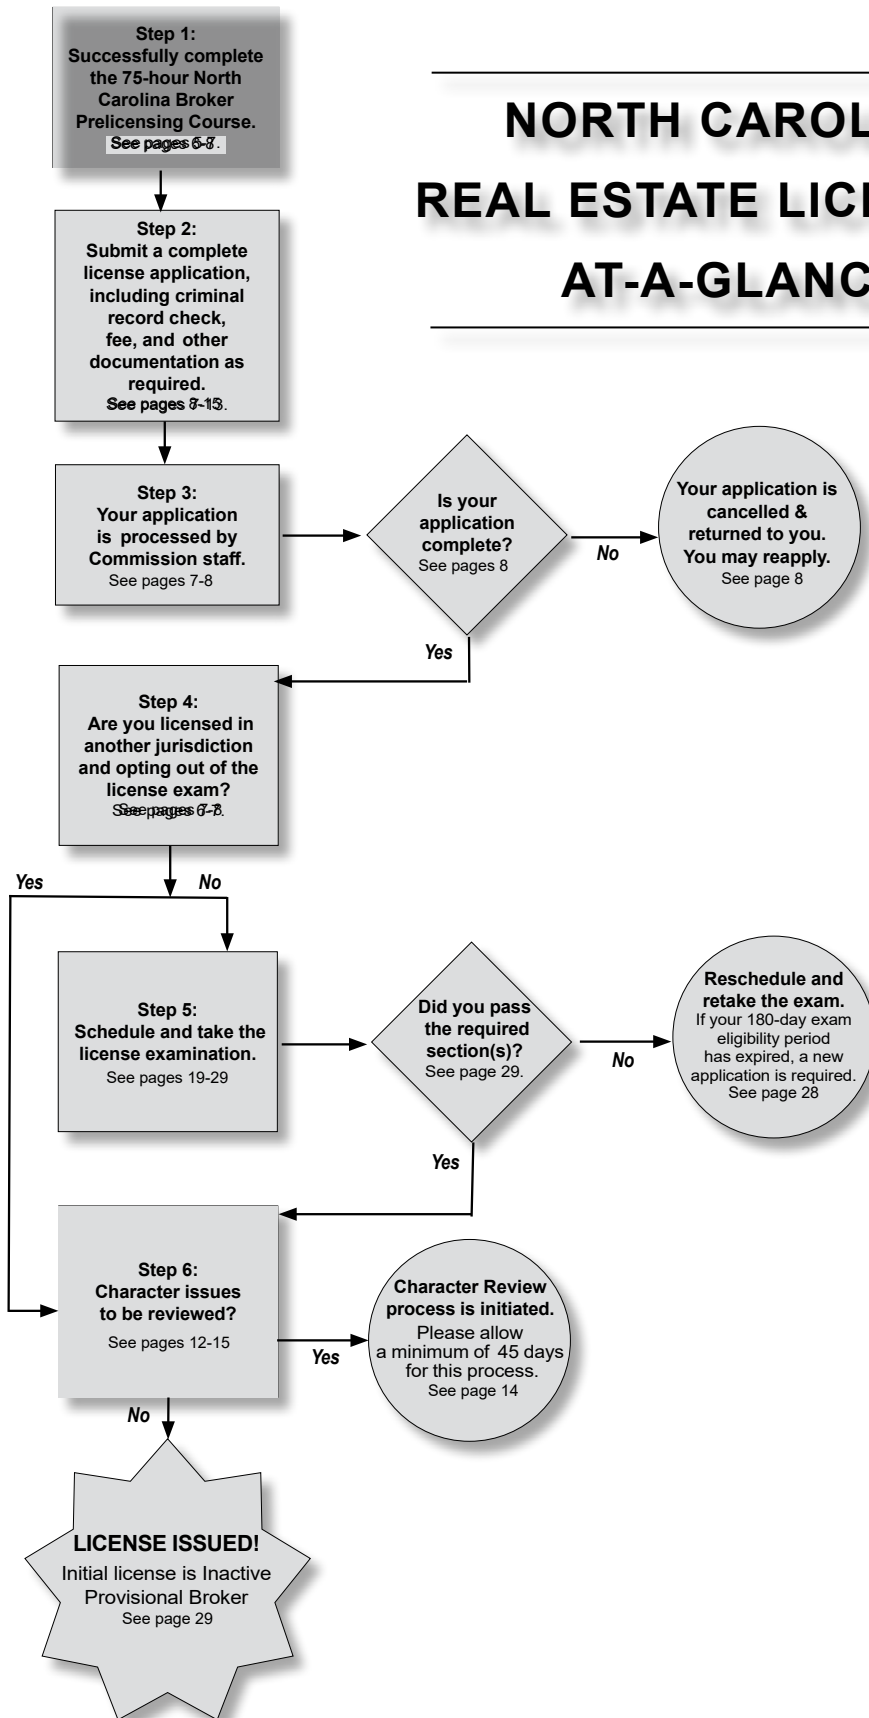 Step 1:
Successfully complete
the 75-hour North
Carolina Broker
Prelicensing Course.
See pages
NORTH CAROL
REAL ESTATE LIC
AT-A-GLANC
Step 2:
Submit a complete
license application,
including criminal
record check,
fee, and other
documentation as
required.
See pages
Step 3:
Your application
is processed by
Commission staff.
See pages 7-8
Is your
application
complete?
See pages 8
No
Your application is
cancelled &
returned to you.
You may reapply.
See page 8
Yes
Step 4:
Are you licensed in
another jurisdiction
and opting out of the
license exam?
See pages
Yes
No
Step 5:
Schedule and take the
license examination.
See pages 19-29
Did you pass
the required
section(s)?
See page 29.
No
Reschedule and
retake the exam.
If your 180-day exam
eligibility period
has expired, a new
application is required.
See page 28
Yes
Step 6:
Character issues
to be reviewed?
See pages 12-15
Yes
Character Review
process is initiated.
Please allow
a minimum of 45 days
for this process.
See page 14
No
LICENSE ISSUED!
Initial license is Inactive
Provisional Broker
See page 29